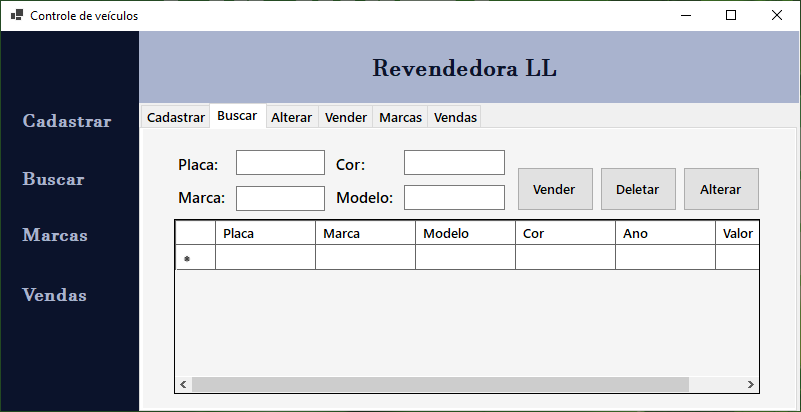 Controle de veículos
Revendedora LL
Cadastrar
Buscar
Marcas
Vendas
Cadastrar Buscar Alterar Vender Marcas Vendas
Placa: Cor:
Marca: Modelo:
Vender Deletar Alterar
Placa Marca Modelo Cor Ano Valor
*